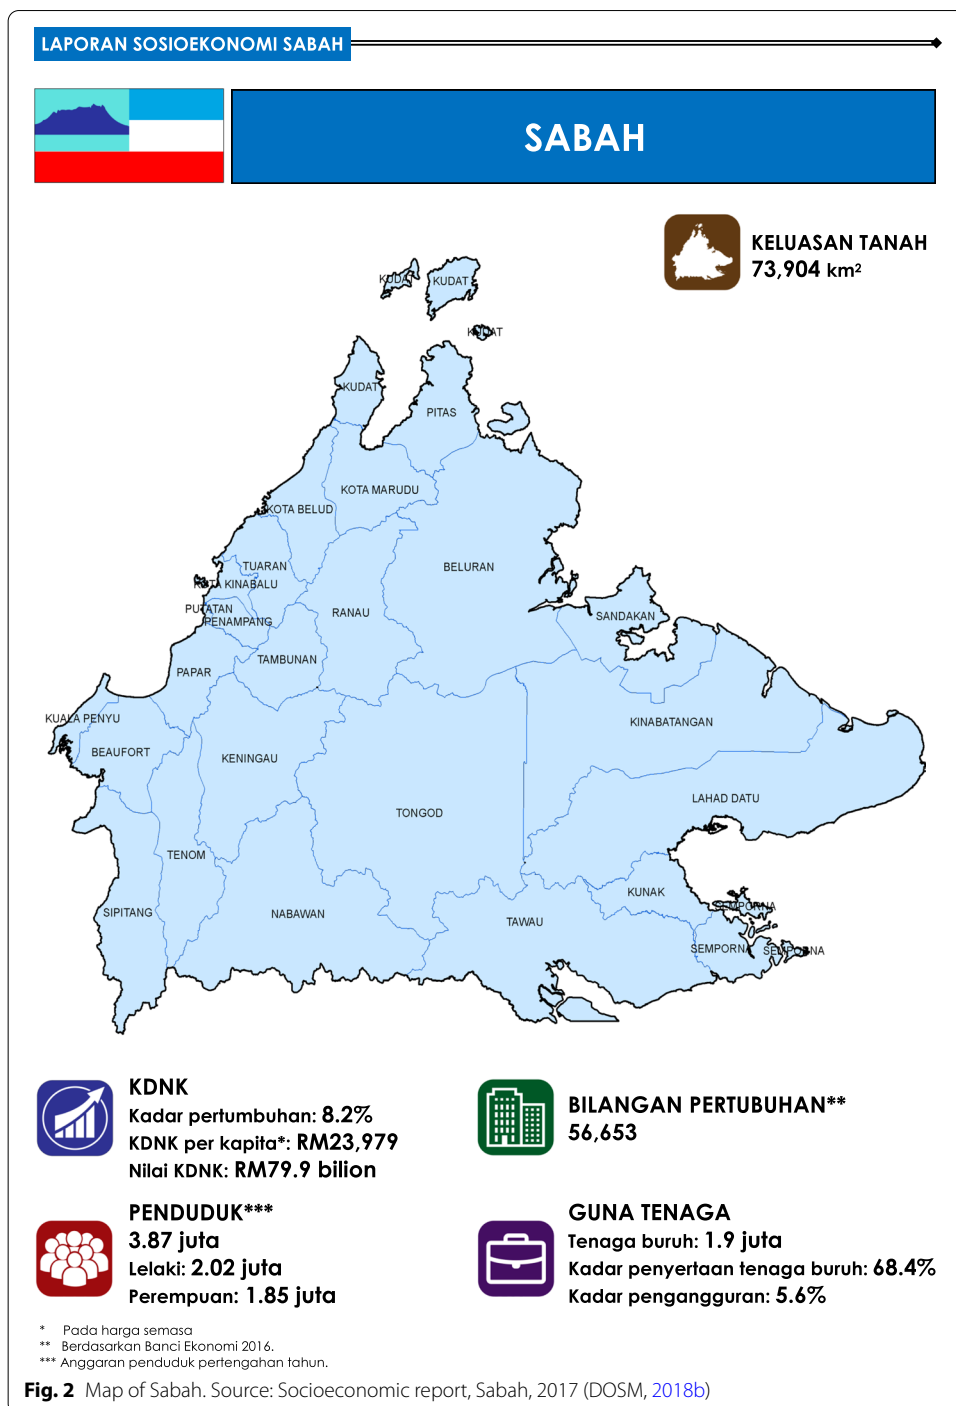 LAPORAN SOSIOEKONOMI SABAH
SABAH
KELUASAN TANAH
73,904 km²
KUDAT
KUDAT
KUDAT
KUDAT
PITAS
KOTA MARUDU
KOTA BELUD
TUARAN
BELURAN
KOTA KINABALU
PUTATAN
RANAU
SANDAKAN
PENAMPANG
TAMBUNAN
PAPAR
KUALA PENYU
KINABATANGAN
BEAUFORT
KENINGAU
LAHAD DATU
TONGOD
TENOM
KUNAK
SIPITANG
NABAWAN
SEMPORNA
TAWAU
SEMPORNA
SEMPORNA
KDNK
Kadar pertumbuhan: 8.2%
KDNK per kapita*: RM23,979
Nilai KDNK: RM79.9 bilion
BILANGAN PERTUBUHAN**
56,653
PENDUDUK***
3.87 juta
Lelaki: 2.02 juta
Perempuan: 1.85 juta
GUNA TENAGA
Tenaga buruh: 1.9 juta
Kadar penyertaan tenaga buruh: 68.4%
Kadar pengangguran: 5.6%
* Pada harga semasa
** Berdasarkan Banci Ekonomi 2016.
*** Anggaran penduduk pertengahan tahun.
Fig. 2 Map of Sabah. Source: Socioeconomic report, Sabah, 2017 (DOSM, 2018b)